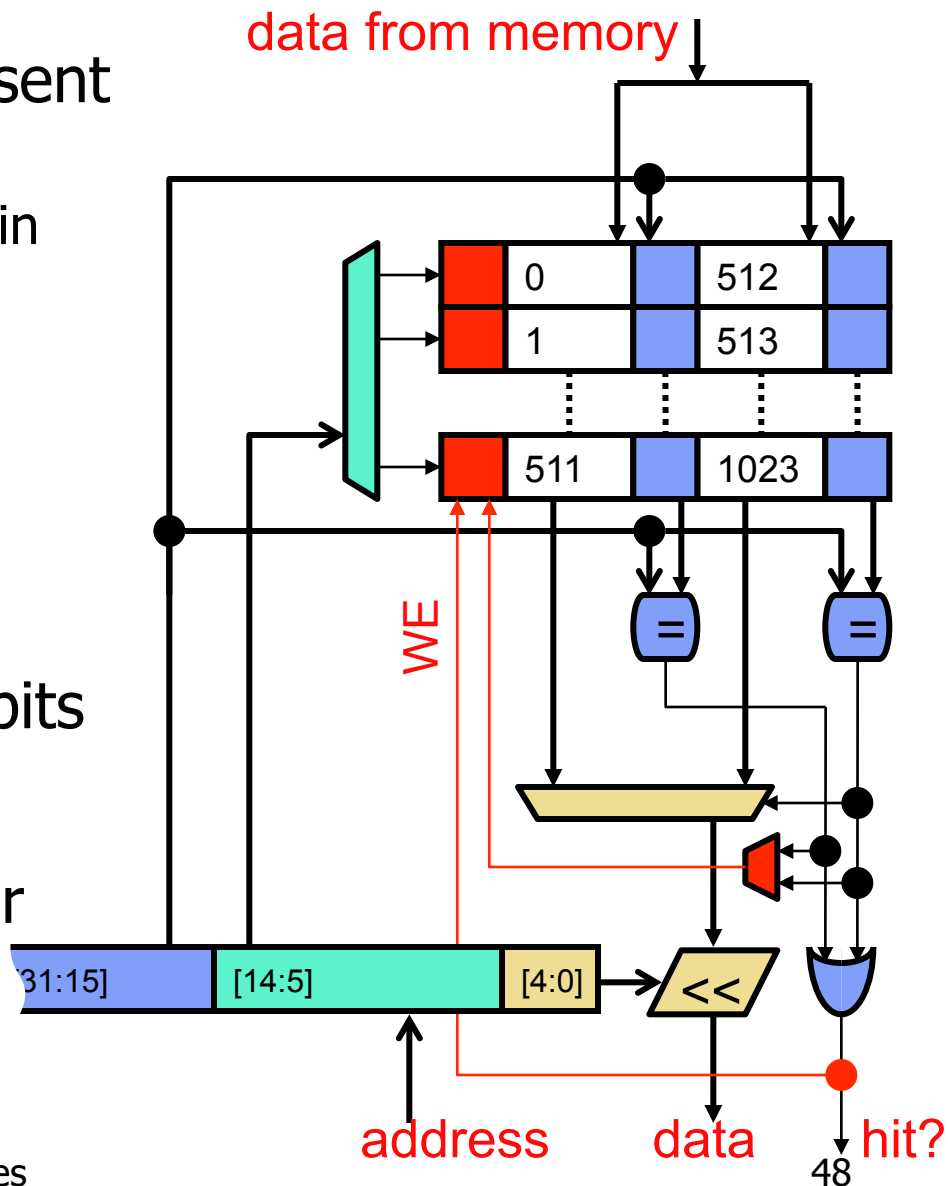 data from memory
sent
in
0 512
1 513
511 1023
= =
WE
bits
r
31:15] [14:5] [4:0] <<
address data hit?
es 48